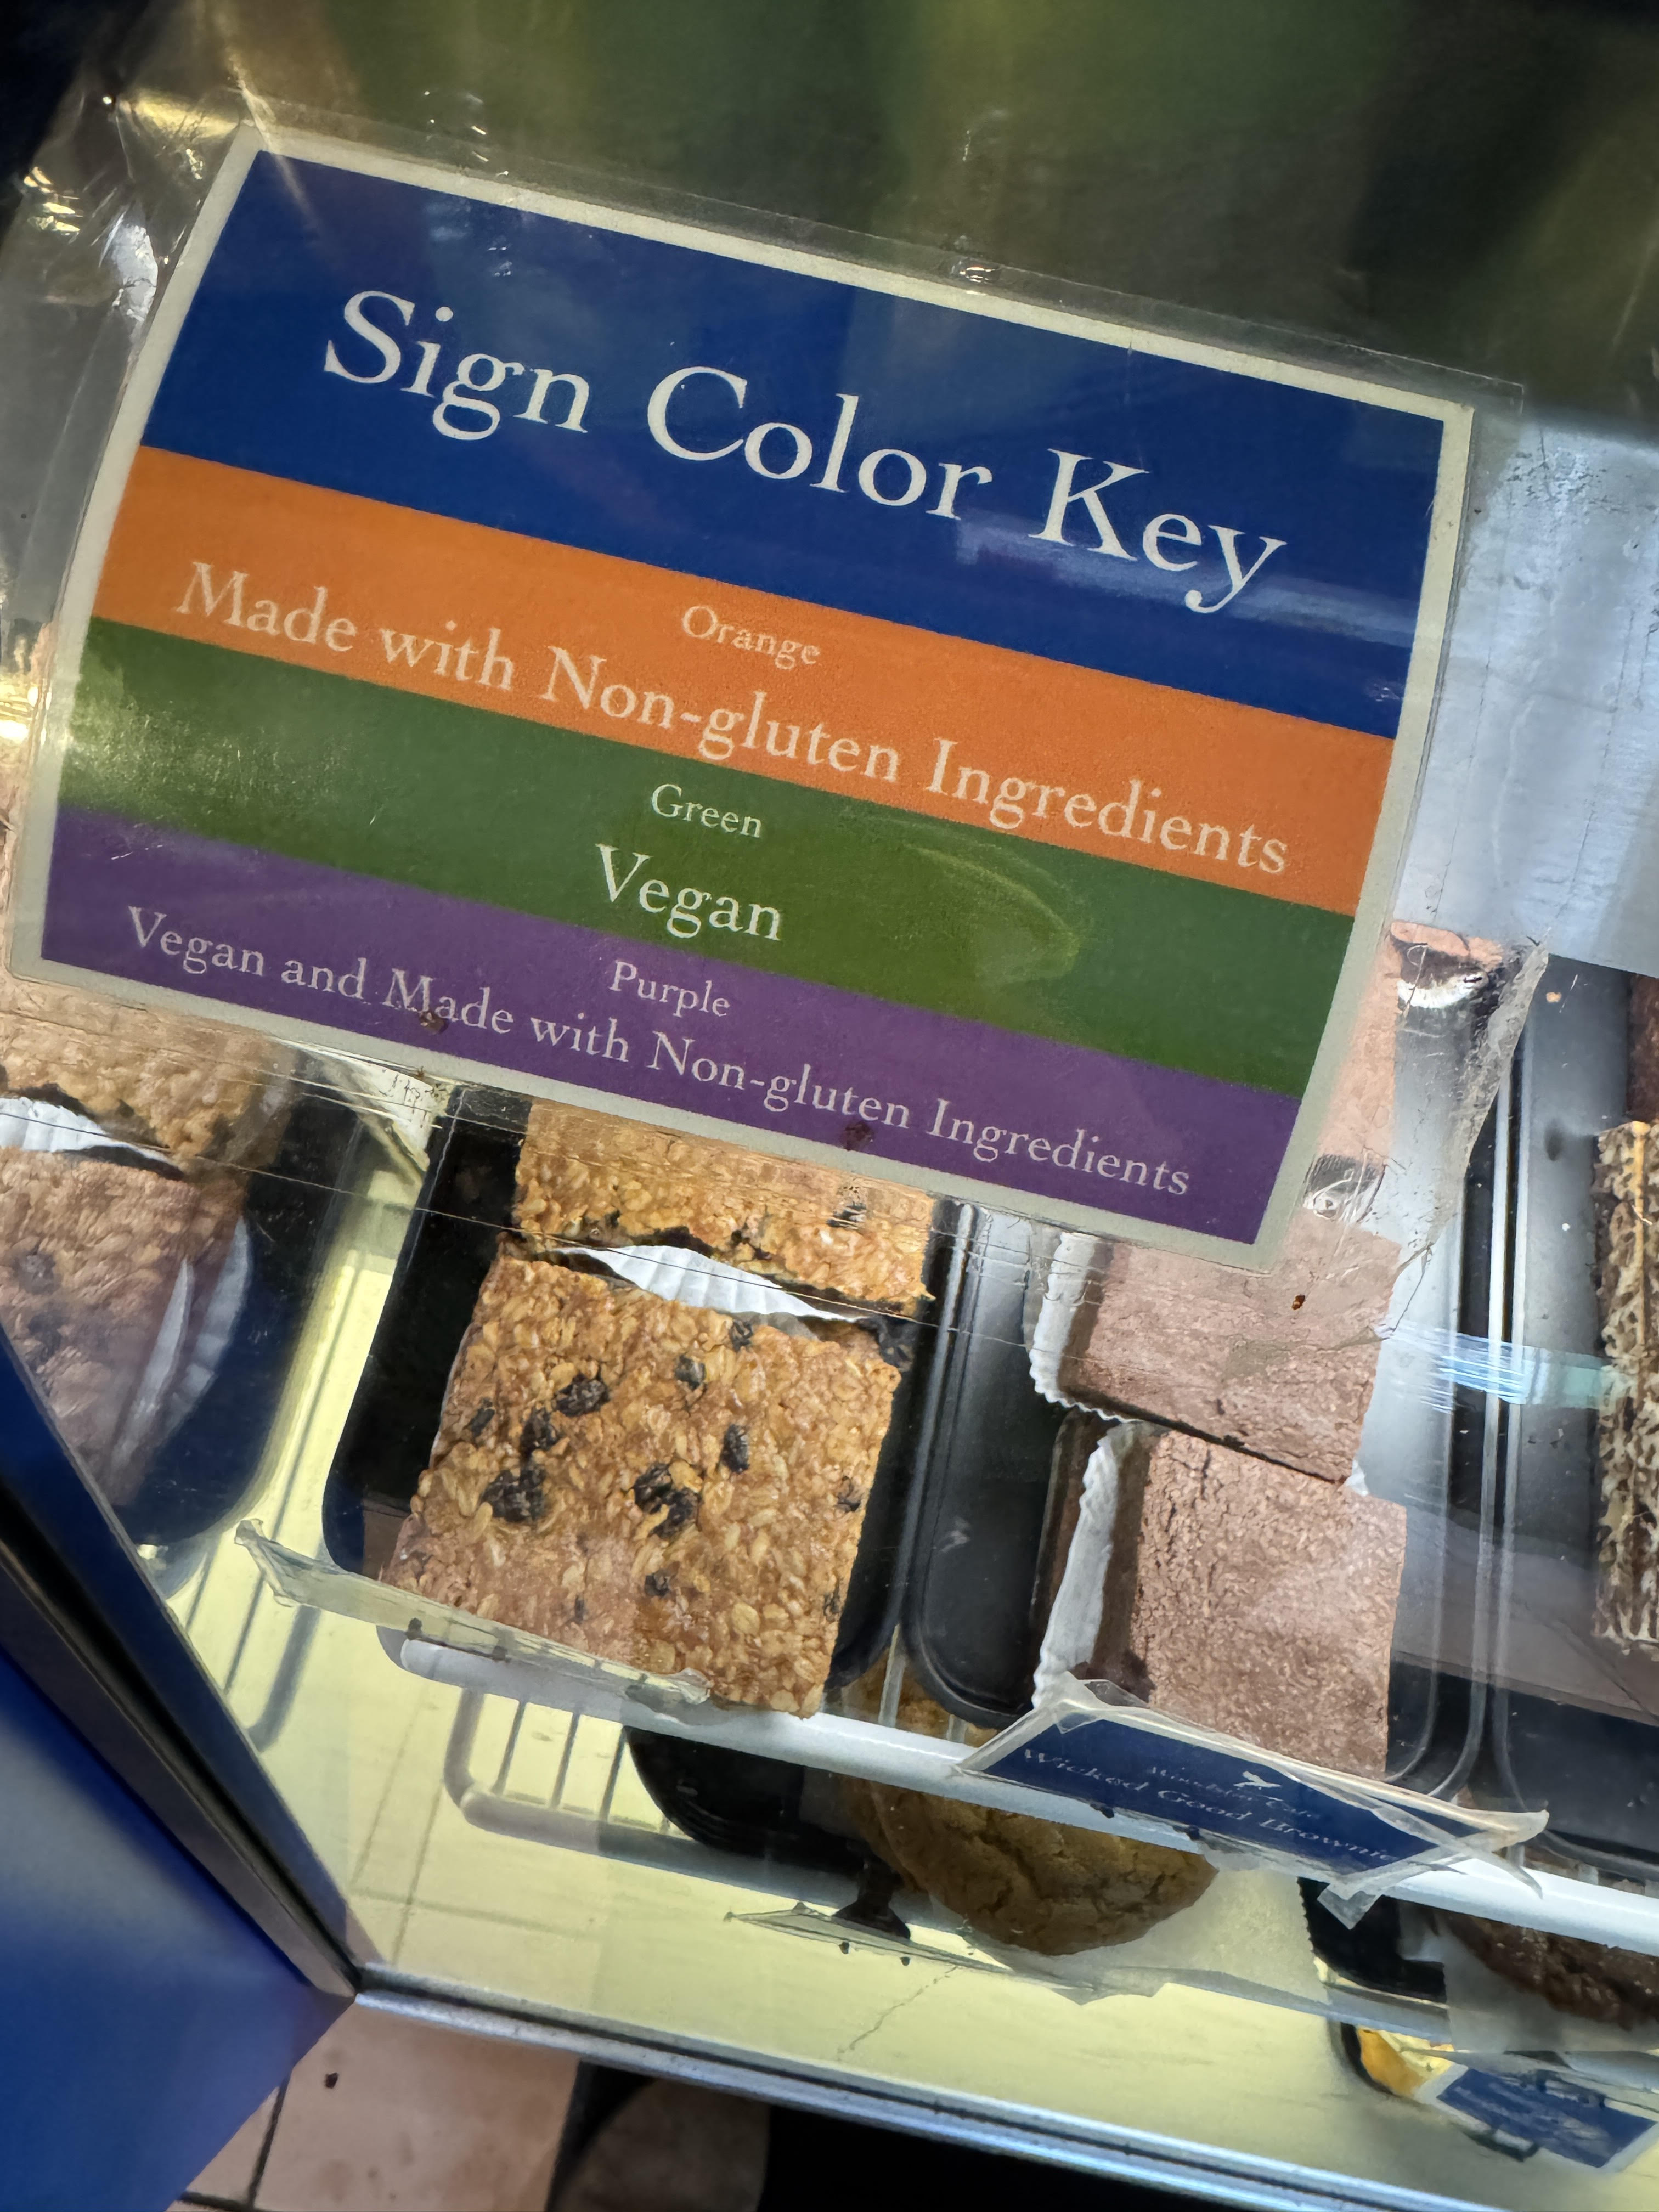 Sign Color Key
Orange
Made with Non-gluten Ingredients
Green
Vegan
Purple
Vegan and Made with Non-gluten Ingredients
Wicked Good Brownie